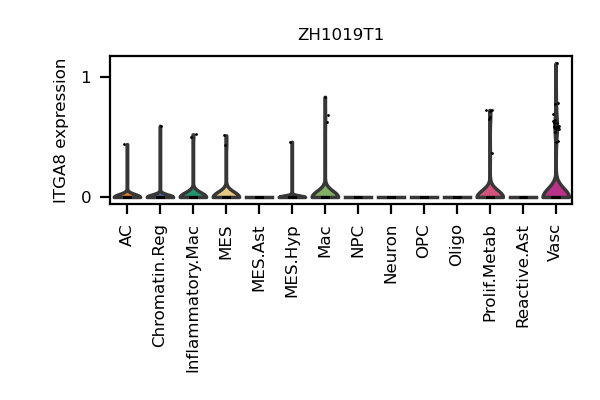 ZH1019T1
ITGA8 expression
1
0
AC
Chromatin.Reg
Inflammatory.Mac
MES
MES.Ast
MES.Hyp
Mac
NPC
Neuron
OPC
Oligo
Prolif.Metab
Reactive.Ast
Vasc